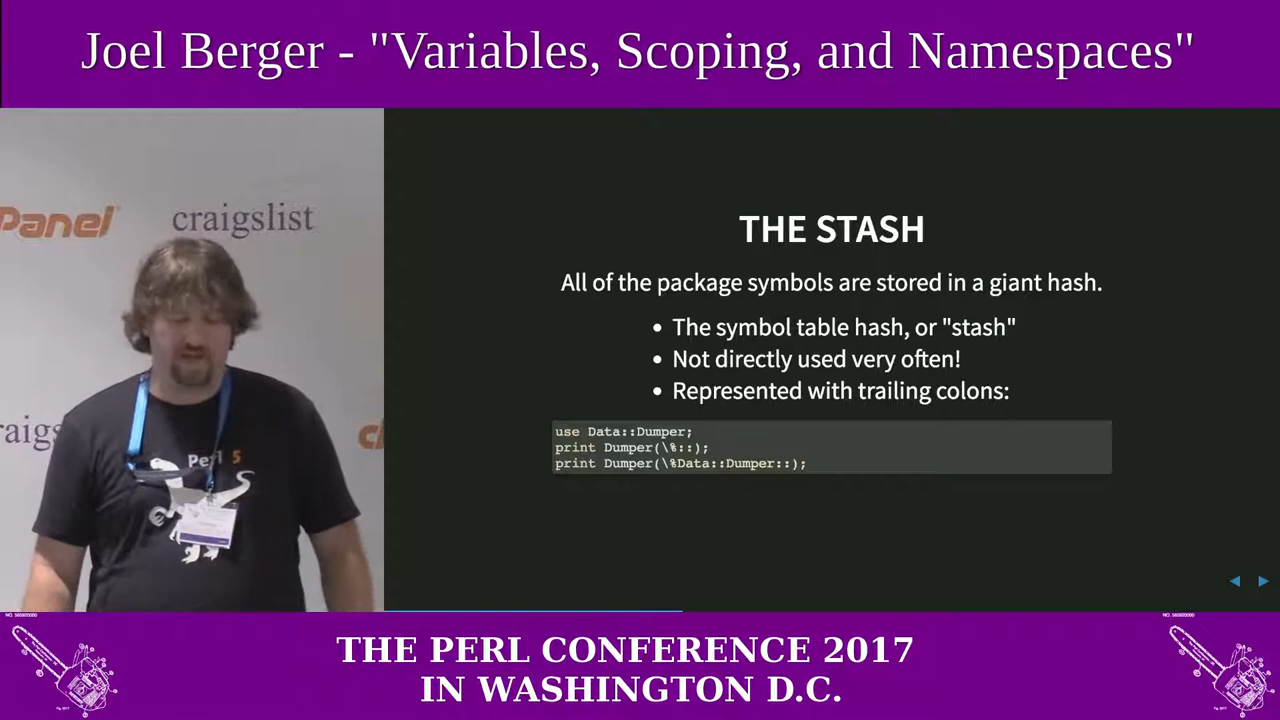 Joel Berger - "Variables, Scoping, and Namespaces"
Panel
craigslist
THE STASH
All of the package symbols are stored in a giant hash.
• The symbol table hash, or "stash"
• Not directly used very often!
• Represented with trailing colons:
use Data::Dumper;
print Dumper(\%::);
print Dumper(\%Data::Dumper::);
raigs
Perl 5
THE PERL CONFERENCE 2017
IN WASHINGTON D.C.